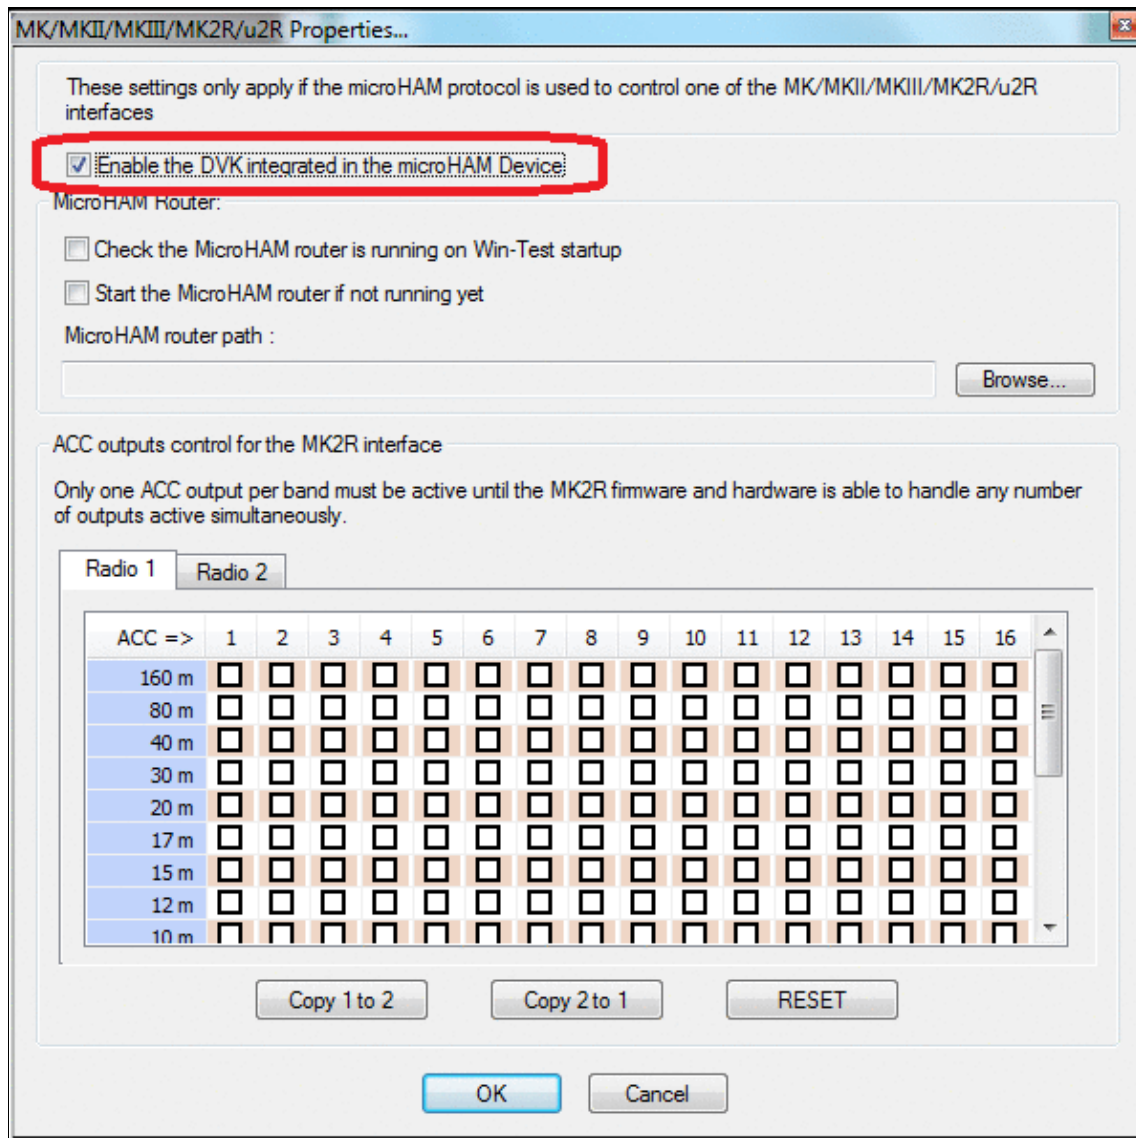 MK/MKII/MKIII/MK2R/u2R Properties...
These settings only apply if the microHAM protocol is used to control one of the MK/MKII/MKIII/MK2R/u2R
interfaces
Enable the DVK integrated in the microHAM Device
MicroHAM Router:
Check the MicroHAM router is running on Win-Test startup
Start the MicroHAM router if not running yet
MicroHAM router path :
Browse...
ACC outputs control for the MK2R interface
Only one ACC output per band must be active until the MK2R firmware and hardware is able to handle any number
of outputs active simultaneously.
Radio 1 Radio 2
ACC => 1 2 3 4 5 6 7 8 9 10 11 12 13 14 15 16
160 m
80 m
40 m
30 m
20 m
17 m
15 m
12 m
10 m
Copy 1 to 2 Copy 2 to 1 RESET
OK Cancel